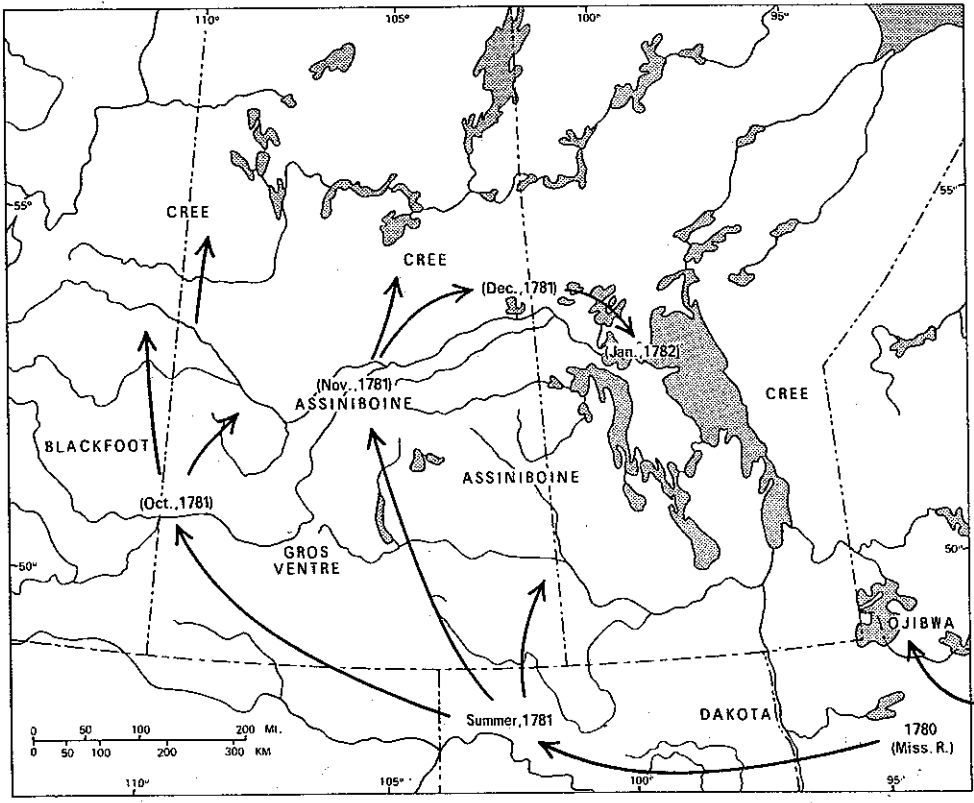 110°
105°
100°
95°
55°
55°
CREE
CREE
(Dec.,1781)
(Jan.,1782)
(Nov.,1781)
ASSINIBOINE
CREE
BLACKFOOT
ASSINIBOINE
(Oct.,1781)
GROS
VENTRE
50°
50°
OJIBWA
Summer,1781
DAKOTA
1780
(Miss. R.)
0 50 100 200 MI.
0 50 100 200 300 KM
110°
105°
100°
95°